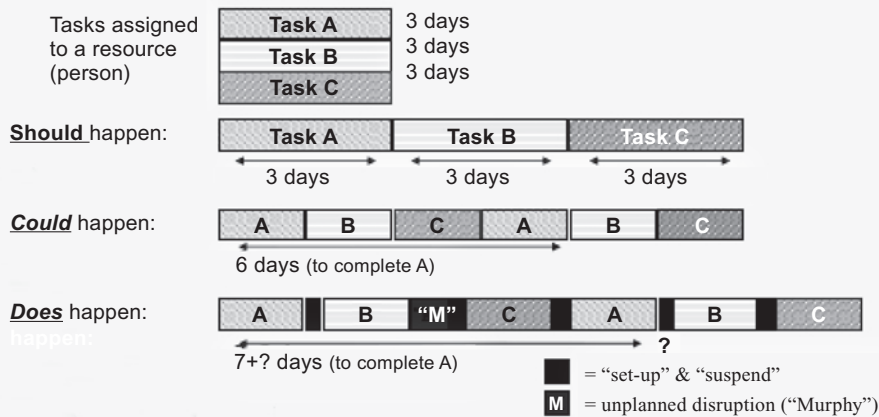 Tasks assigned
to a resource
(person)
Task A
Task B
Task C
3 days
3 days
3 days
Should happen:
Task A
Task B
Task C
3 days
3 days
3 days
Could happen:
A
B
C
A
B
C
6 days (to complete A)
Does happen:
happen:
A
B
“M”
C
A
B
C
7+? days (to complete A)
?
= “set-up” & “suspend”
M
= unplanned disruption (“Murphy”)